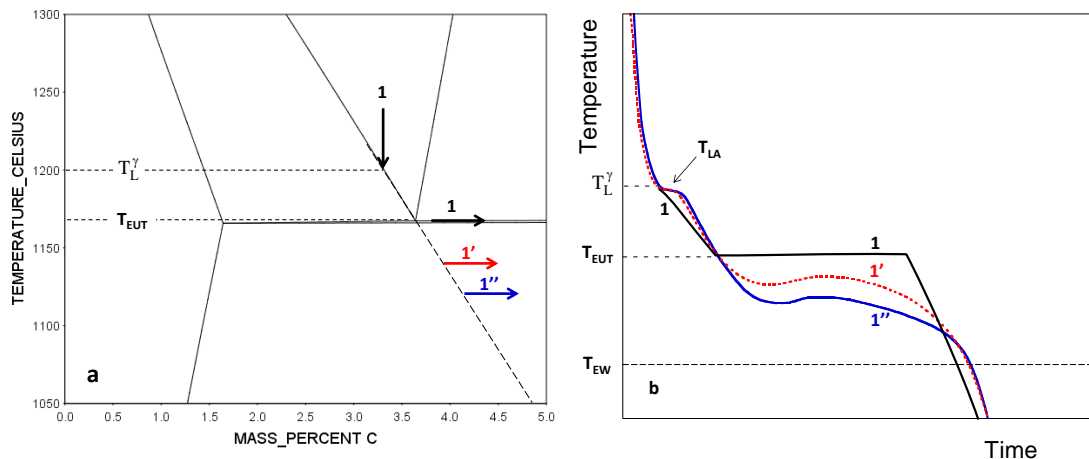 1300
1250
1200
1150
1100
1050
TEMPERATURE_CELSIUS
T_L^γ
T_EUT
1
1
1'
1''
a
0.0 0.5 1.0 1.5 2.0 2.5 3.0 3.5 4.0 4.5 5.0
MASS_PERCENT C
Temperature
T_L^γ
T_LA
1
T_EUT
1
1'
1''
T_EW
b
Time